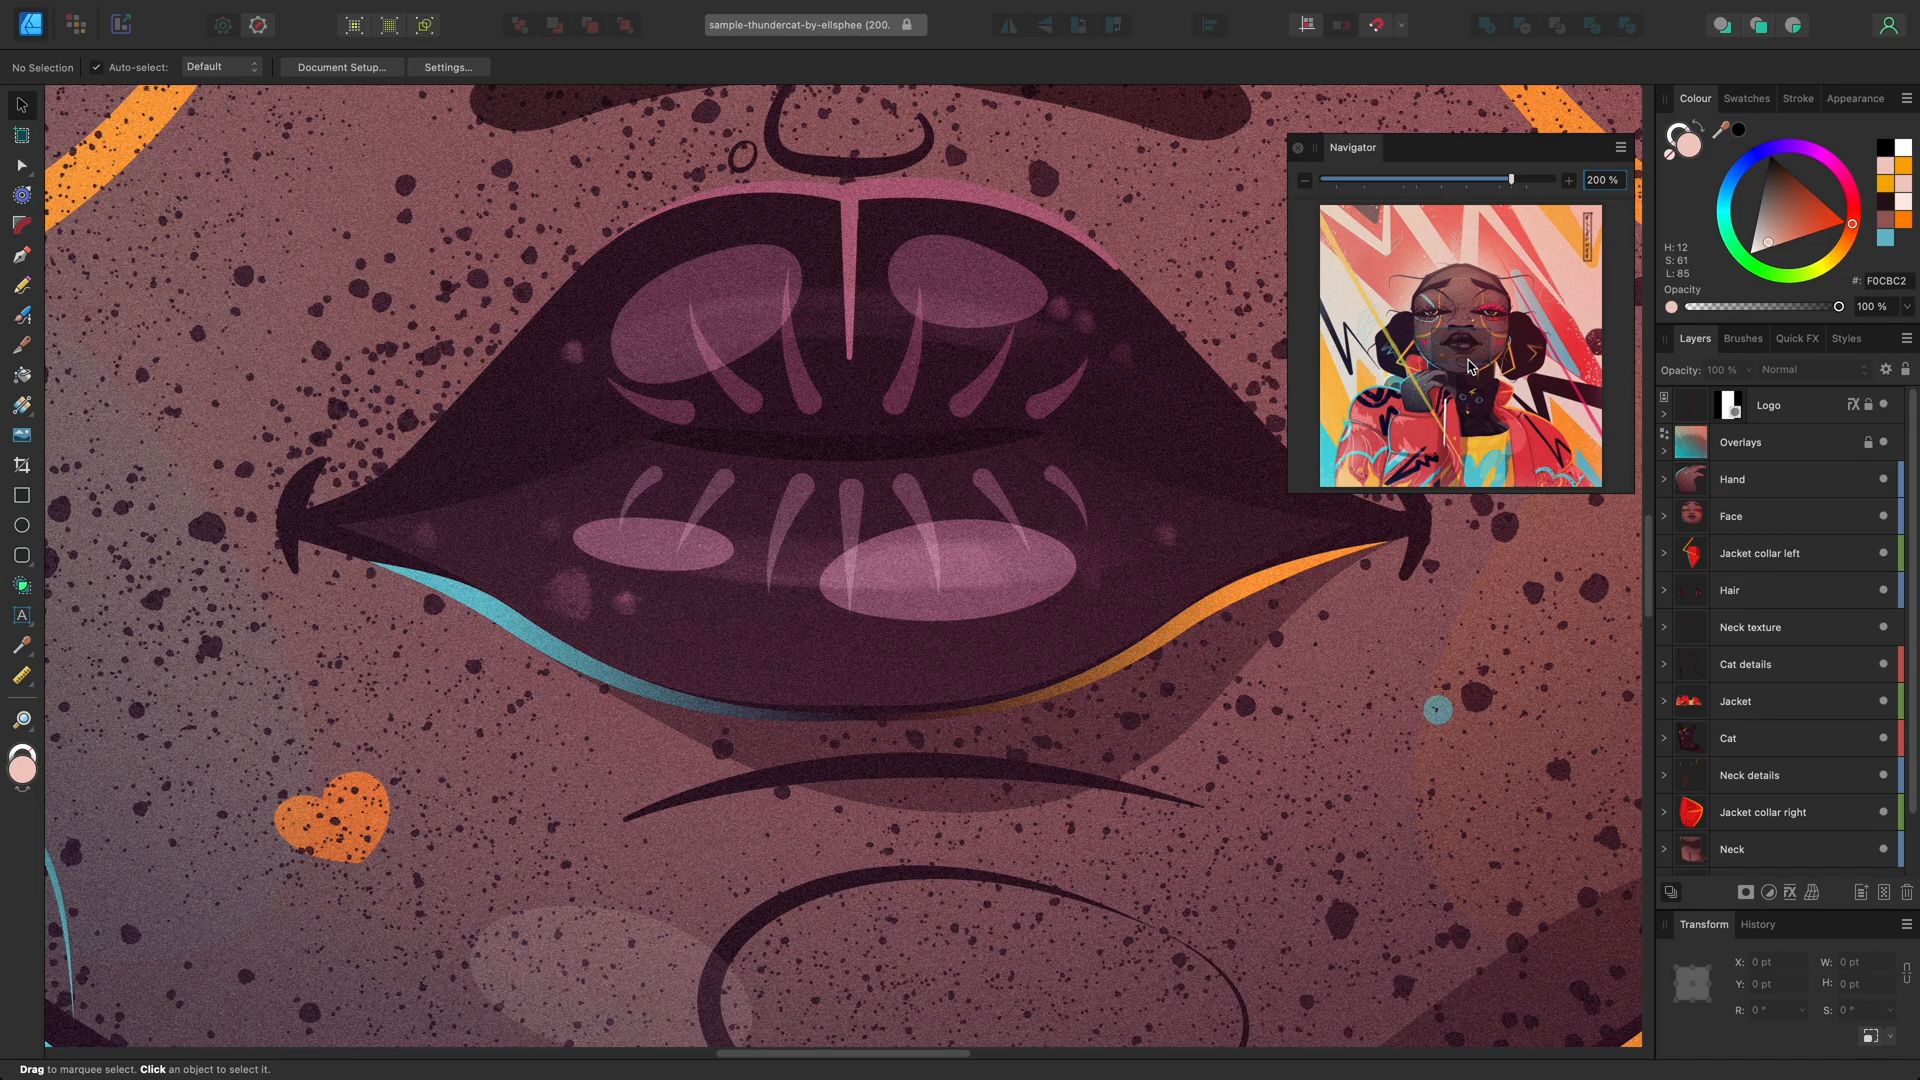 sample-thundercat-by-ellsphee (200.
No Selection
Auto-select:
Default
Document Setup...
Settings...
Colour
Swatches
Stroke
Appearance
Navigator
200 %
H: 12
S: 61
L: 85
#: F0CBC2
Opacity
100 %
Layers
Brushes
Quick FX
Styles
Opacity: 100 %
Normal
Logo
Overlays
Hand
Face
Jacket collar left
Hair
Neck texture
Cat details
Jacket
Cat
Neck details
Jacket collar right
Neck
Transform
History
X: 0 pt
W: 0 pt
Y: 0 pt
H: 0 pt
R: 0 °
S: 0 °
Drag to marquee select. Click an object to select it.